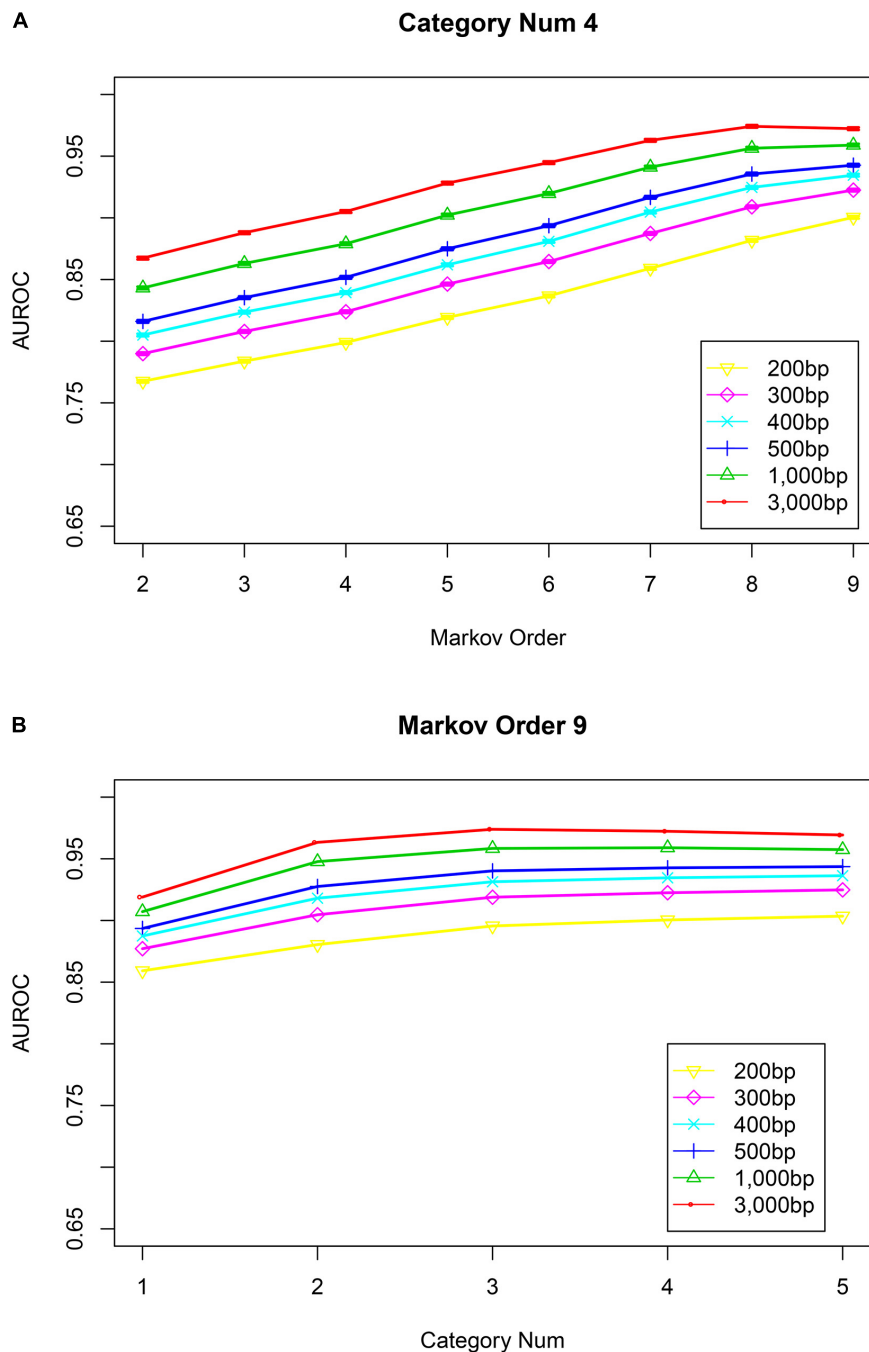 A
Category Num 4
0.95
0.85
0.75
0.65
AUROC
200bp
300bp
400bp
500bp
1,000bp
3,000bp
2 3 4 5 6 7 8 9
Markov Order
B
Markov Order 9
0.95
0.85
0.75
0.65
AUROC
200bp
300bp
400bp
500bp
1,000bp
3,000bp
1 2 3 4 5
Category Num